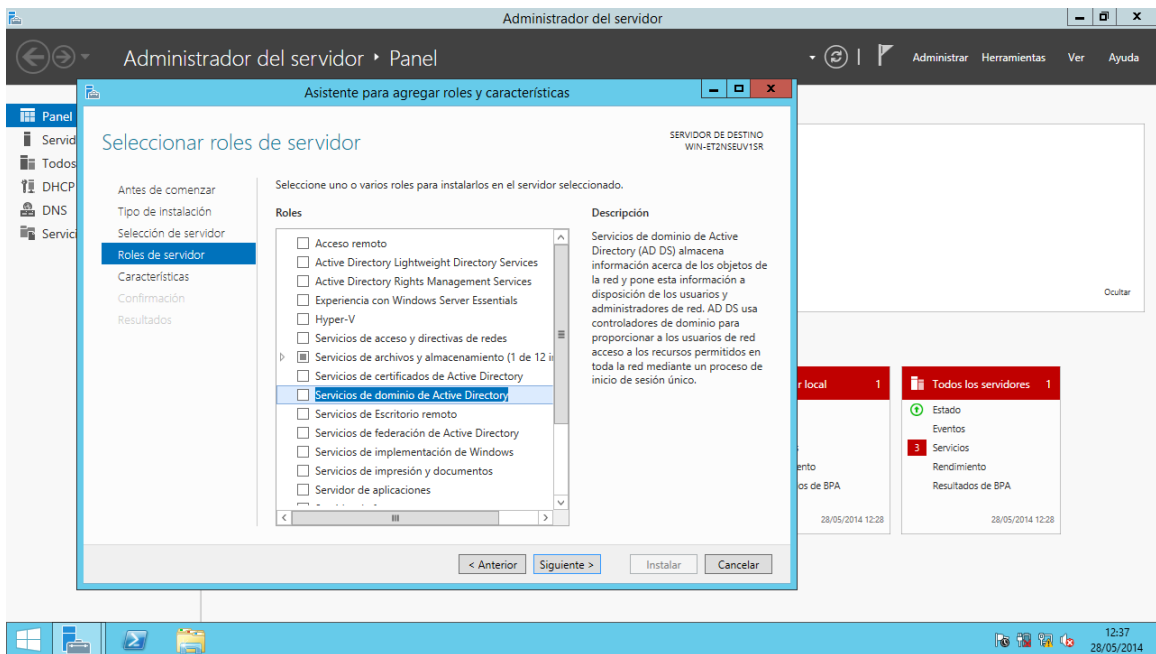 Administrador del servidor
Administrador del servidor ‣ Panel
Administrar Herramientas Ver Ayuda
Asistente para agregar roles y características
Panel
Servid
Todos
DHCP
DNS
Servici
Seleccionar roles de servidor
SERVIDOR DE DESTINO
WIN-ET2NSEUV1SR
Antes de comenzar
Tipo de instalación
Selección de servidor
Roles de servidor
Características
Confirmación
Resultados
Seleccione uno o varios roles para instalarlos en el servidor seleccionado.
Roles
Acceso remoto
Active Directory Lightweight Directory Services
Active Directory Rights Management Services
Experiencia con Windows Server Essentials
Hyper-V
Servicios de acceso y directivas de redes
Servicios de archivos y almacenamiento (1 de 12 i
Servicios de certificados de Active Directory
Servicios de dominio de Active Directory
Servicios de Escritorio remoto
Servicios de federación de Active Directory
Servicios de implementación de Windows
Servicios de impresión y documentos
Servidor de aplicaciones
Descripción
Servicios de dominio de Active
Directory (AD DS) almacena
información acerca de los objetos de
la red y pone esta información a
disposición de los usuarios y
administradores de red. AD DS usa
controladores de dominio para
proporcionar a los usuarios de red
acceso a los recursos permitidos en
toda la red mediante un proceso de
inicio de sesión único.
< Anterior Siguiente > Instalar Cancelar
Ocultar
r local 1
ento
os de BPA
28/05/2014 12:28
Todos los servidores 1
Estado
Eventos
3 Servicios
Rendimiento
Resultados de BPA
28/05/2014 12:28
12:37
28/05/2014